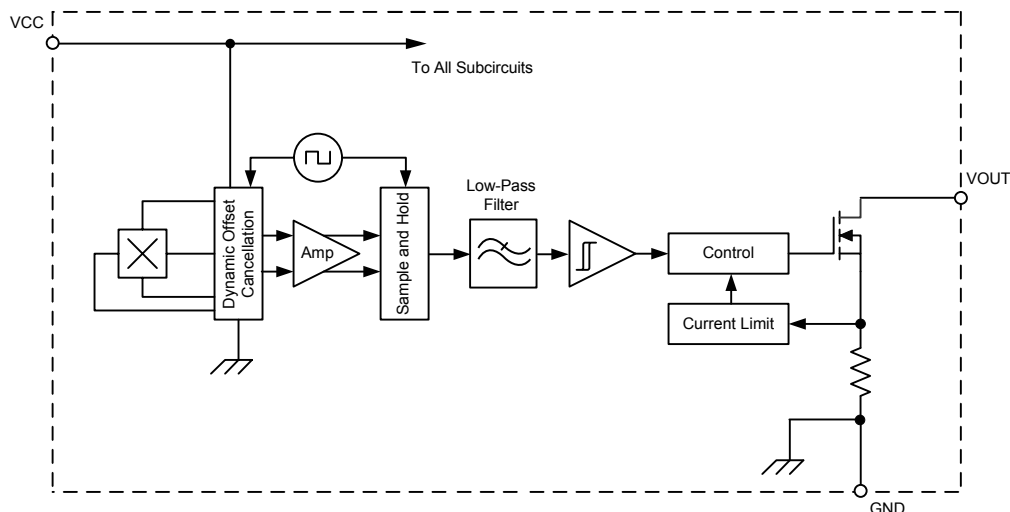 VCC
To All Subcircuits
VOUT
Low-Pass
Filter
Dynamic Offset
Cancellation
Amp
Sample and Hold
Control
Current Limit
GND